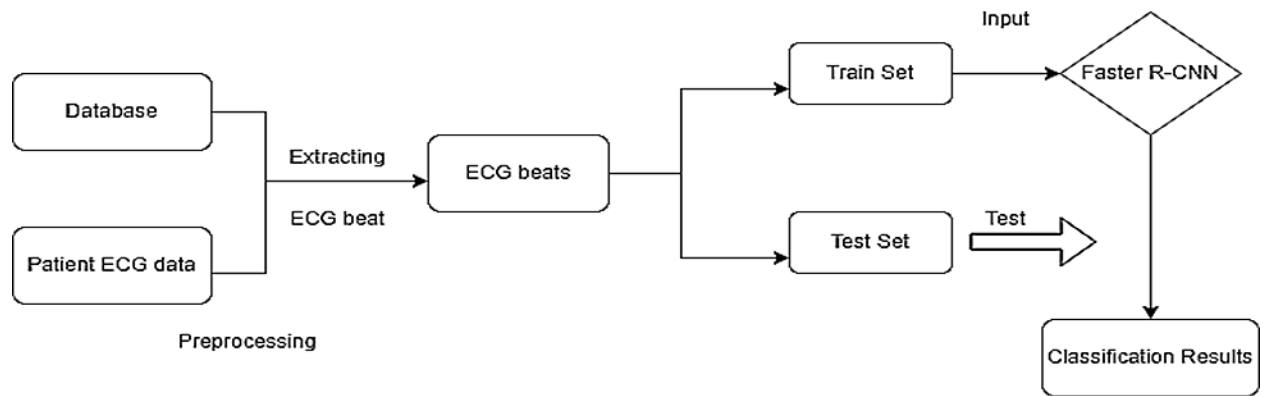 Database
Patient ECG data
Preprocessing
Extracting
ECG beat
ECG beats
Train Set
Test Set
Input
Test
Faster R-CNN
Classification Results